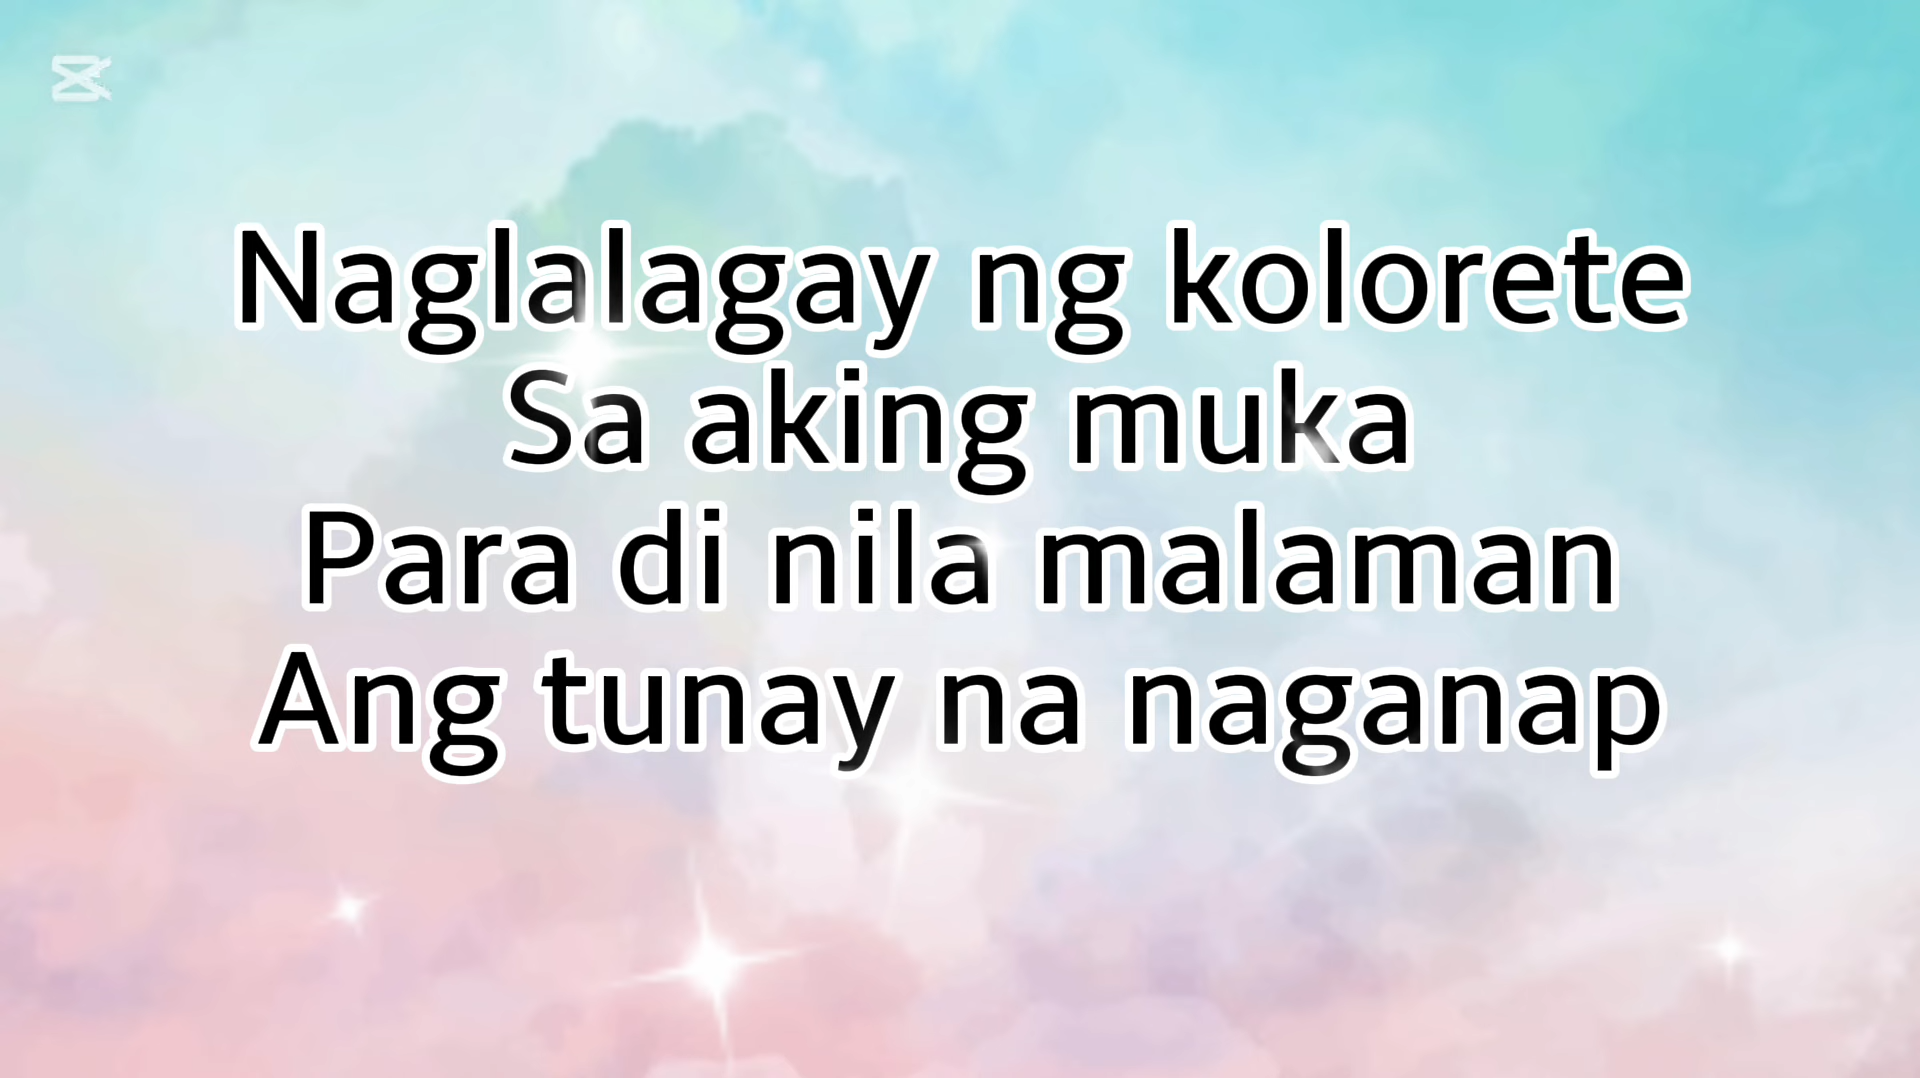 Naglalagay ng kolorete
Sa aking muka
Para di nila malaman
Ang tunay na naganap